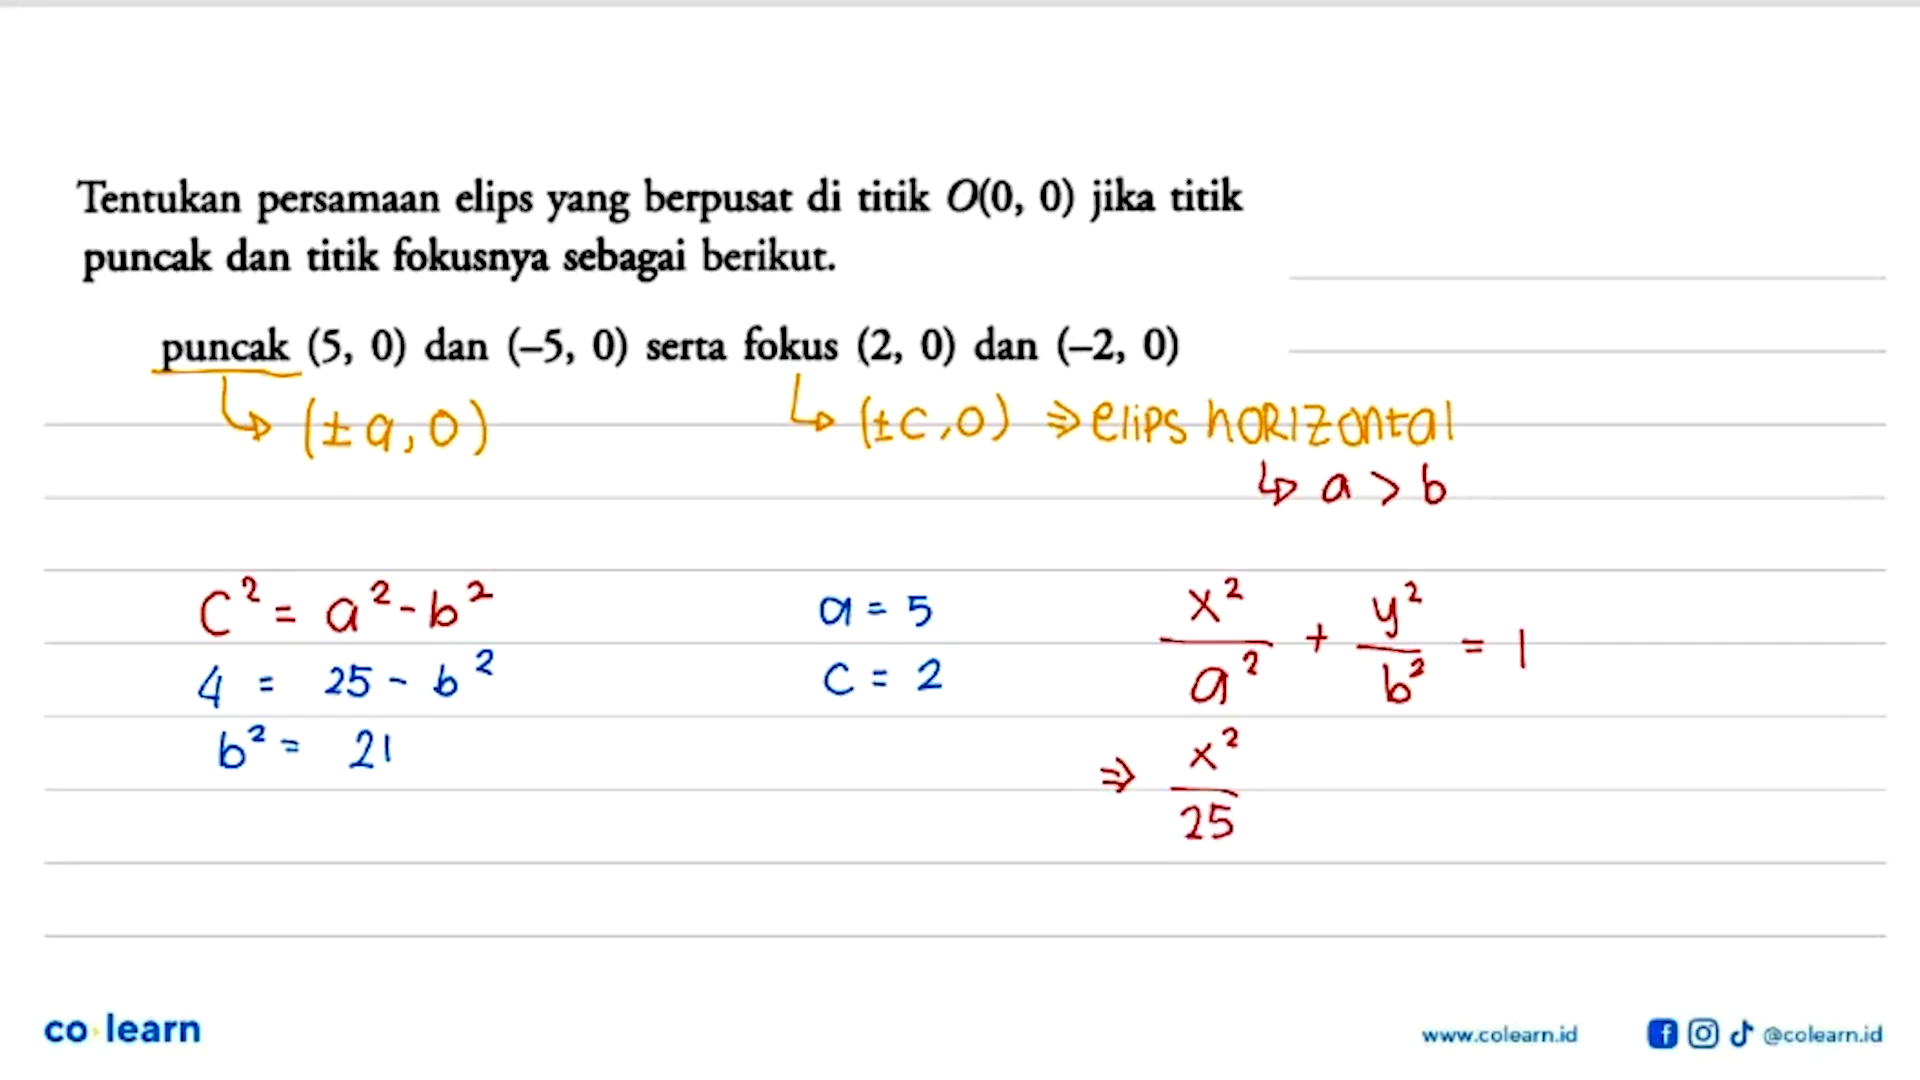 Tentukan persamaan elips yang berpusat di titik O(0, 0) jika titik
puncak dan titik fokusnya sebagai berikut.
puncak (5, 0) dan (–5, 0) serta fokus (2, 0) dan (–2, 0)
↳ (±a, 0)
↳ (±c, 0) ⇒ elips horizontal
↳ a > b
c² = a² - b²
4 = 25 - b²
b² = 21
a = 5
c = 2
x²/a² + y²/b² = 1
⇒ x²/25
co learn
www.colearn.id
@colearn.id